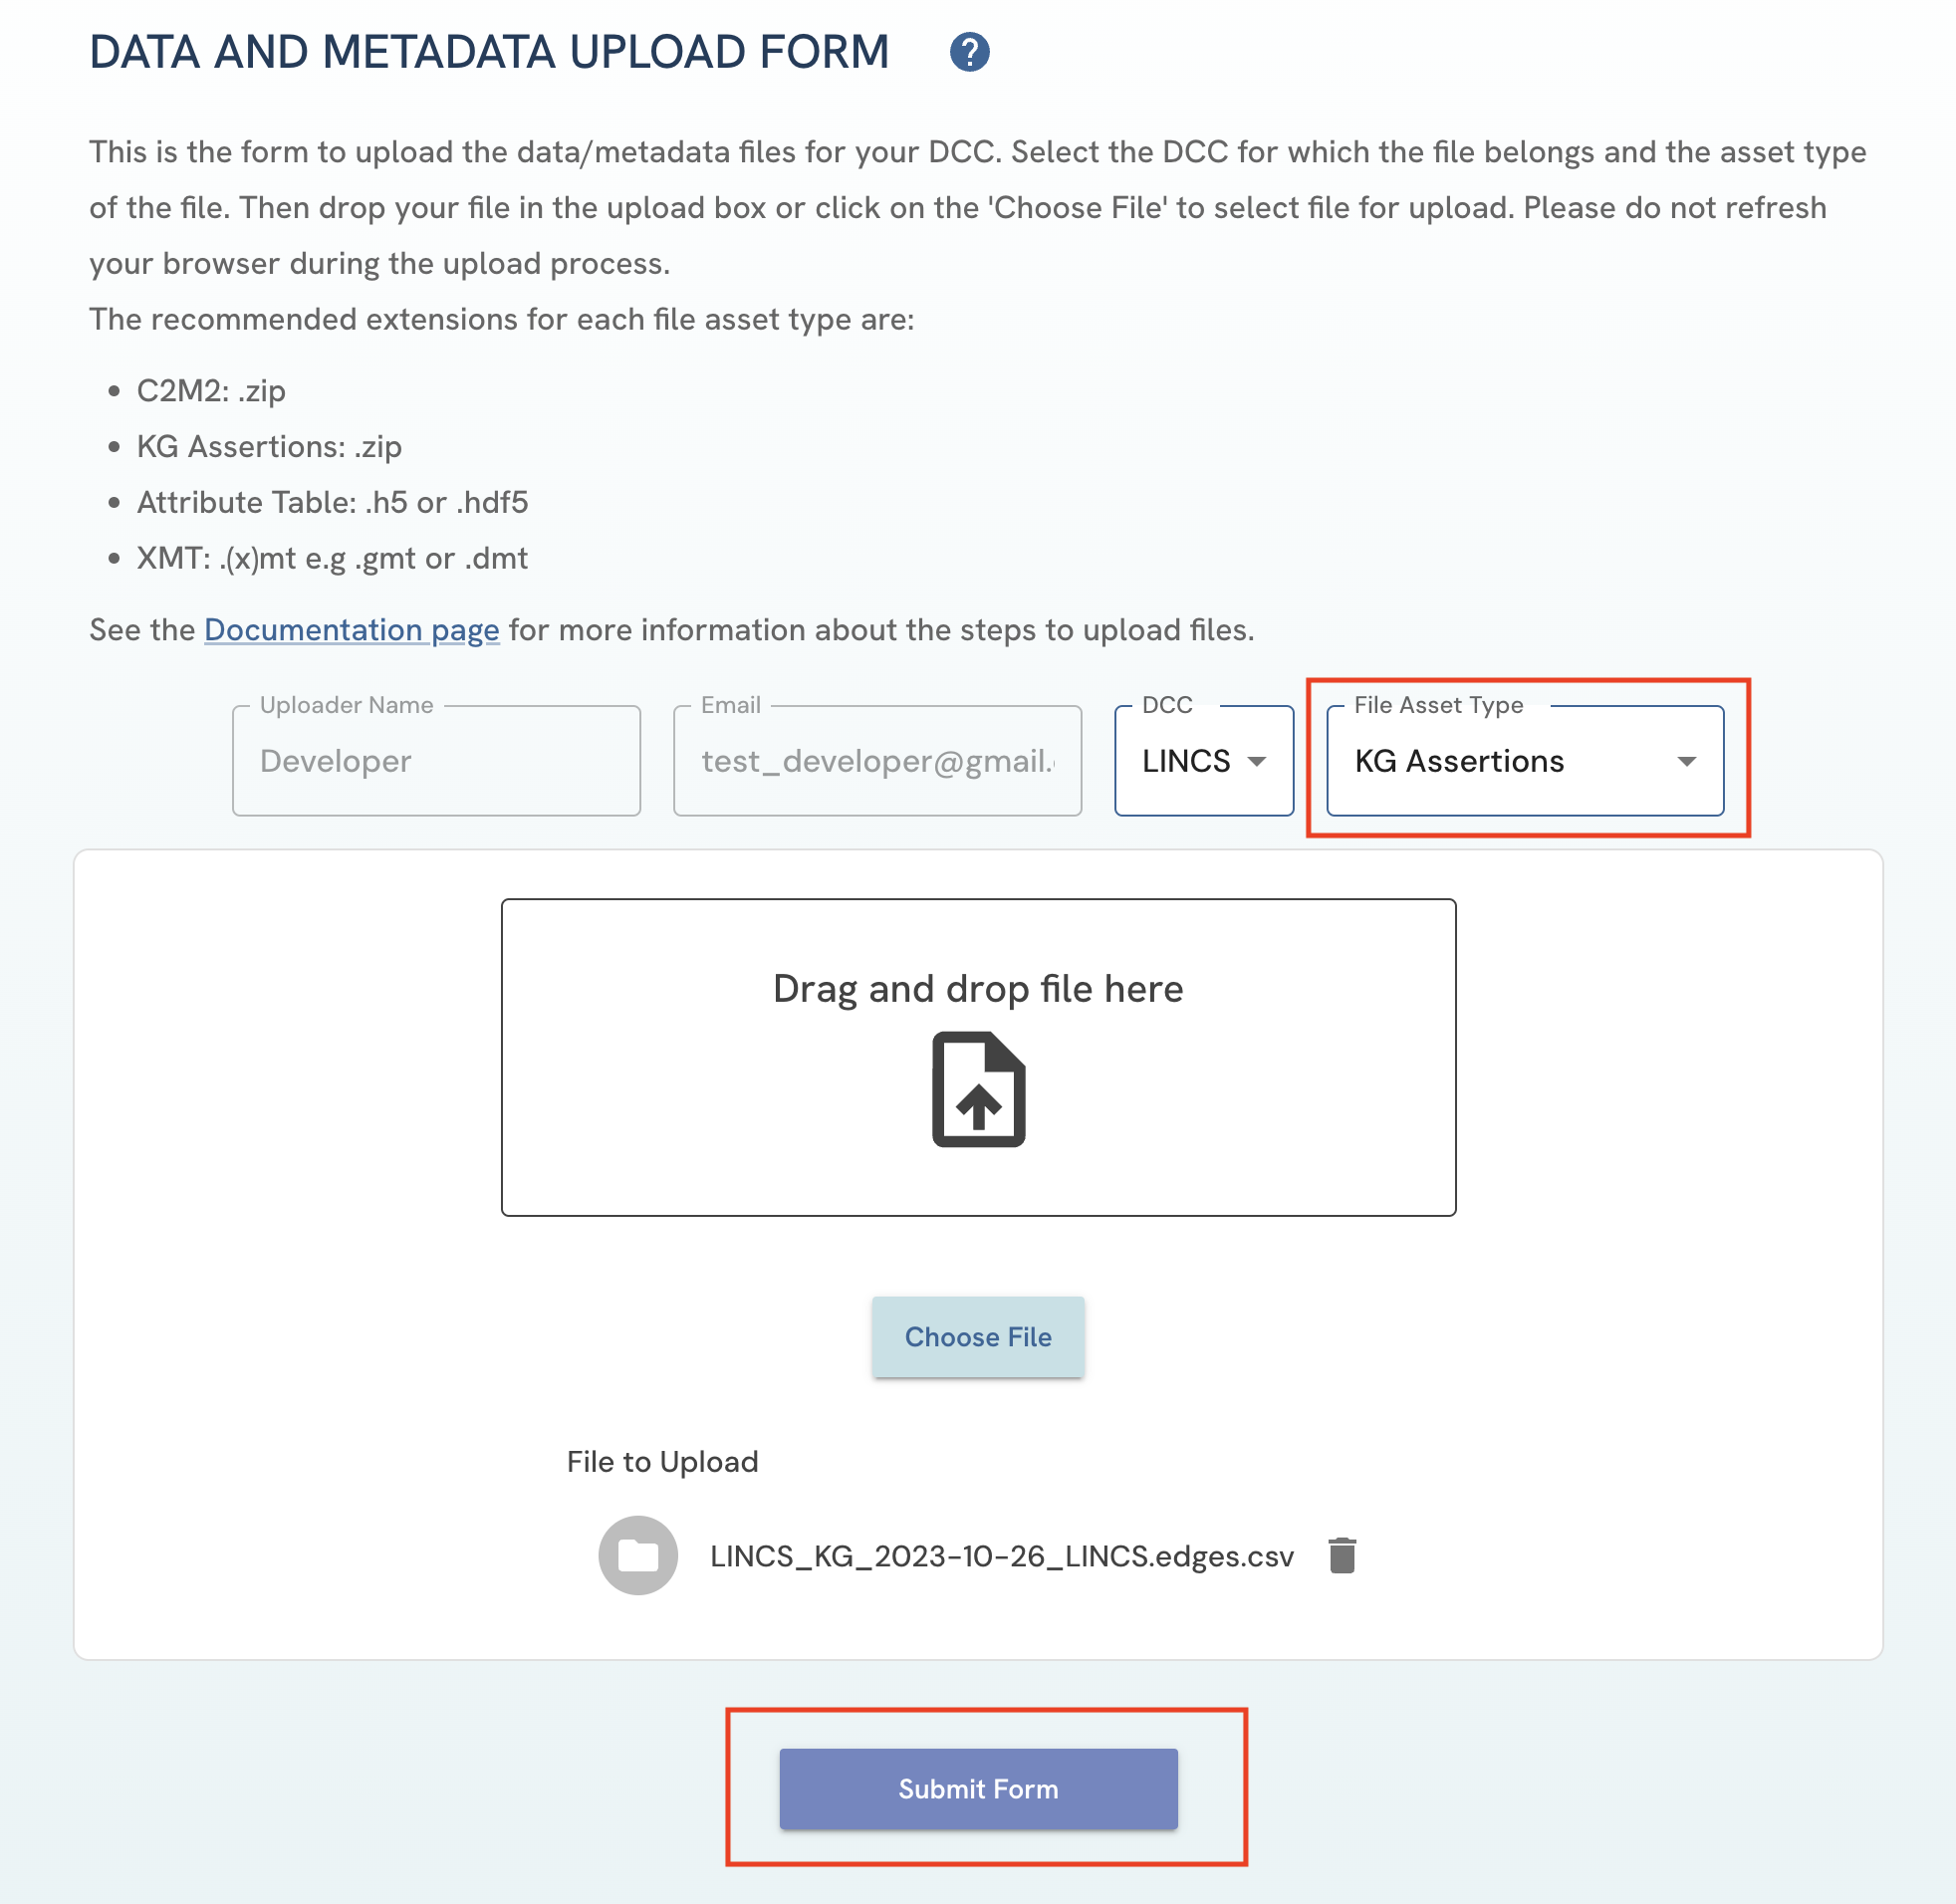 DATA AND METADATA UPLOAD FORM ?
This is the form to upload the data/metadata files for your DCC. Select the DCC for which the file belongs and the asset type
of the file. Then drop your file in the upload box or click on the 'Choose File' to select file for upload. Please do not refresh
your browser during the upload process.
The recommended extensions for each file asset type are:
• C2M2: .zip
• KG Assertions: .zip
• Attribute Table: .h5 or .hdf5
• XMT: .(x)mt e.g .gmt or .dmt
See the Documentation page for more information about the steps to upload files.
Uploader Name
Developer
Email
test_developer@gmail.
DCC
LINCS
File Asset Type
KG Assertions
Drag and drop file here
Choose File
File to Upload
LINCS_KG_2023-10-26_LINCS.edges.csv
Submit Form